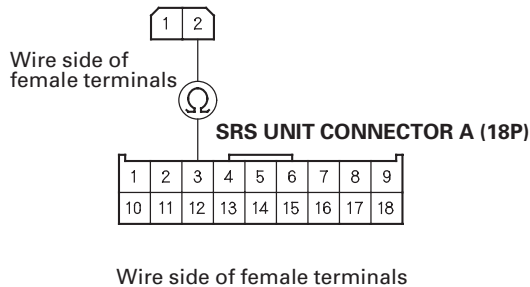 1 2
Wire side of
female terminals
Ω
SRS UNIT CONNECTOR A (18P)
1 2 3 4 5 6 7 8 9
10 11 12 13 14 15 16 17 18
Wire side of female terminals